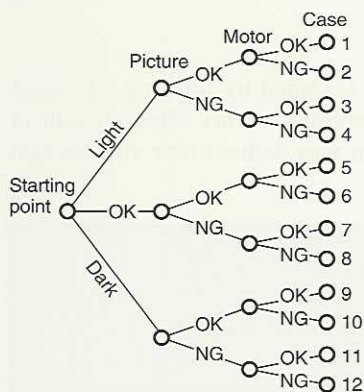 Case
Motor
Picture
OK 1
OK
NG 2
OK 3
NG
NG 4
Light
Starting
point
OK
OK 5
OK
NG 6
OK 7
NG
NG 8
Dark
OK 9
OK
NG 10
OK 11
NG
NG 12